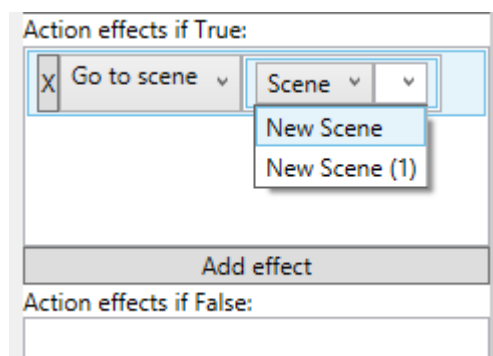 Action effects if True:
X Go to scene Scene
New Scene
New Scene (1)
Add effect
Action effects if False: